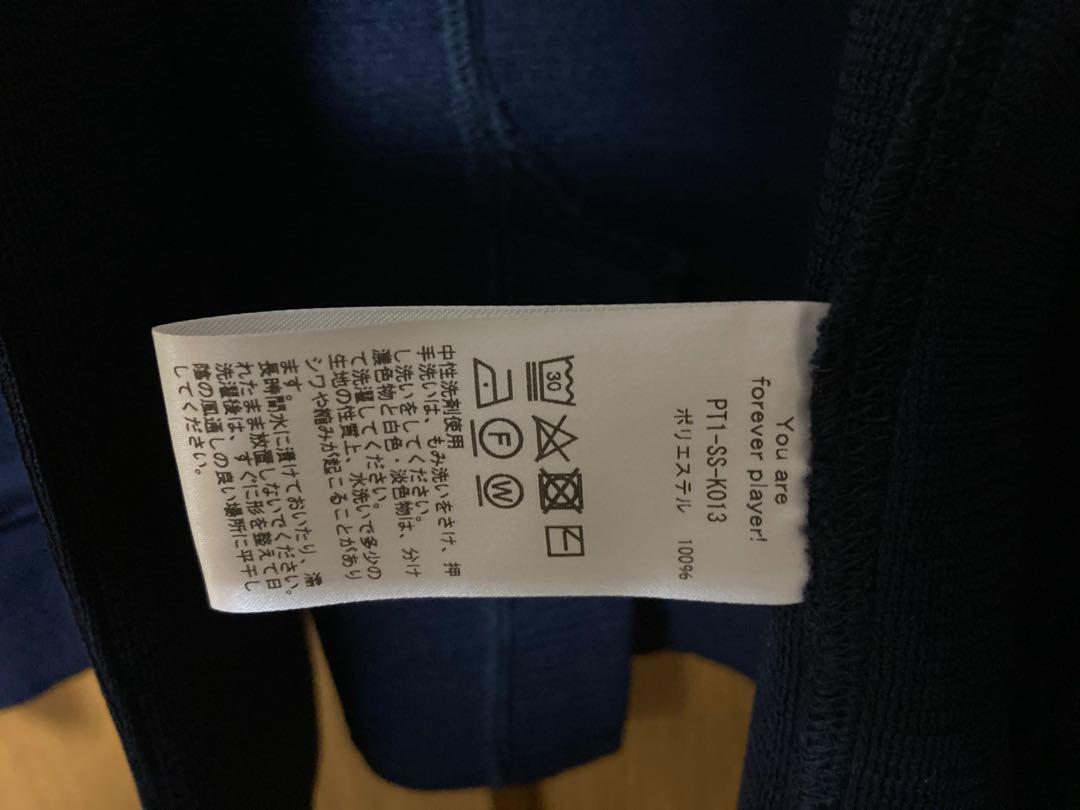 You are
forever player!
PT1-SS-K013
ポリエステル 100%
30
F
W
中性洗剤使用
手洗いは、もみ洗いをさけ、押
し洗いをしてください。
濃色物と白色・淡色物は、分け
て洗濯してください。
生地の性質上、水洗いで多少の
シワや縮みが起こることがあり
ます。
長時間水に漬けておいたり、濡
れたまま放置しないでください。
洗濯後は、すぐに形を整えて日
陰の風通しの良い場所に平干し
してください。